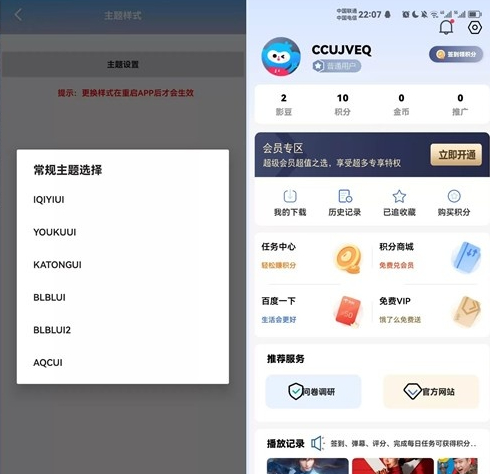 主题样式
主题设置
提示：更换样式在重启APP后才会生效
常规主题选择
IQIYIUI
YOUKUUI
KATONGUI
BLBLUI
BLBLUI2
AQCUI
中国联通
中国电信
22:07
CCUJVEQ
普通用户
签到赚积分
2
10
0
0
影豆
积分
金币
推广
会员专区
超级会员超值之选，享受超多专享特权
立即开通
我的下载
历史记录
已追收藏
购买积分
任务中心
轻松赚积分
积分商城
免费兑会员
百度一下
生活会更好
免费VIP
饿了么免费送
推荐服务
问卷调研
官方网站
播放记录
签到、弹幕、评分、完成每日任务可获得积分...